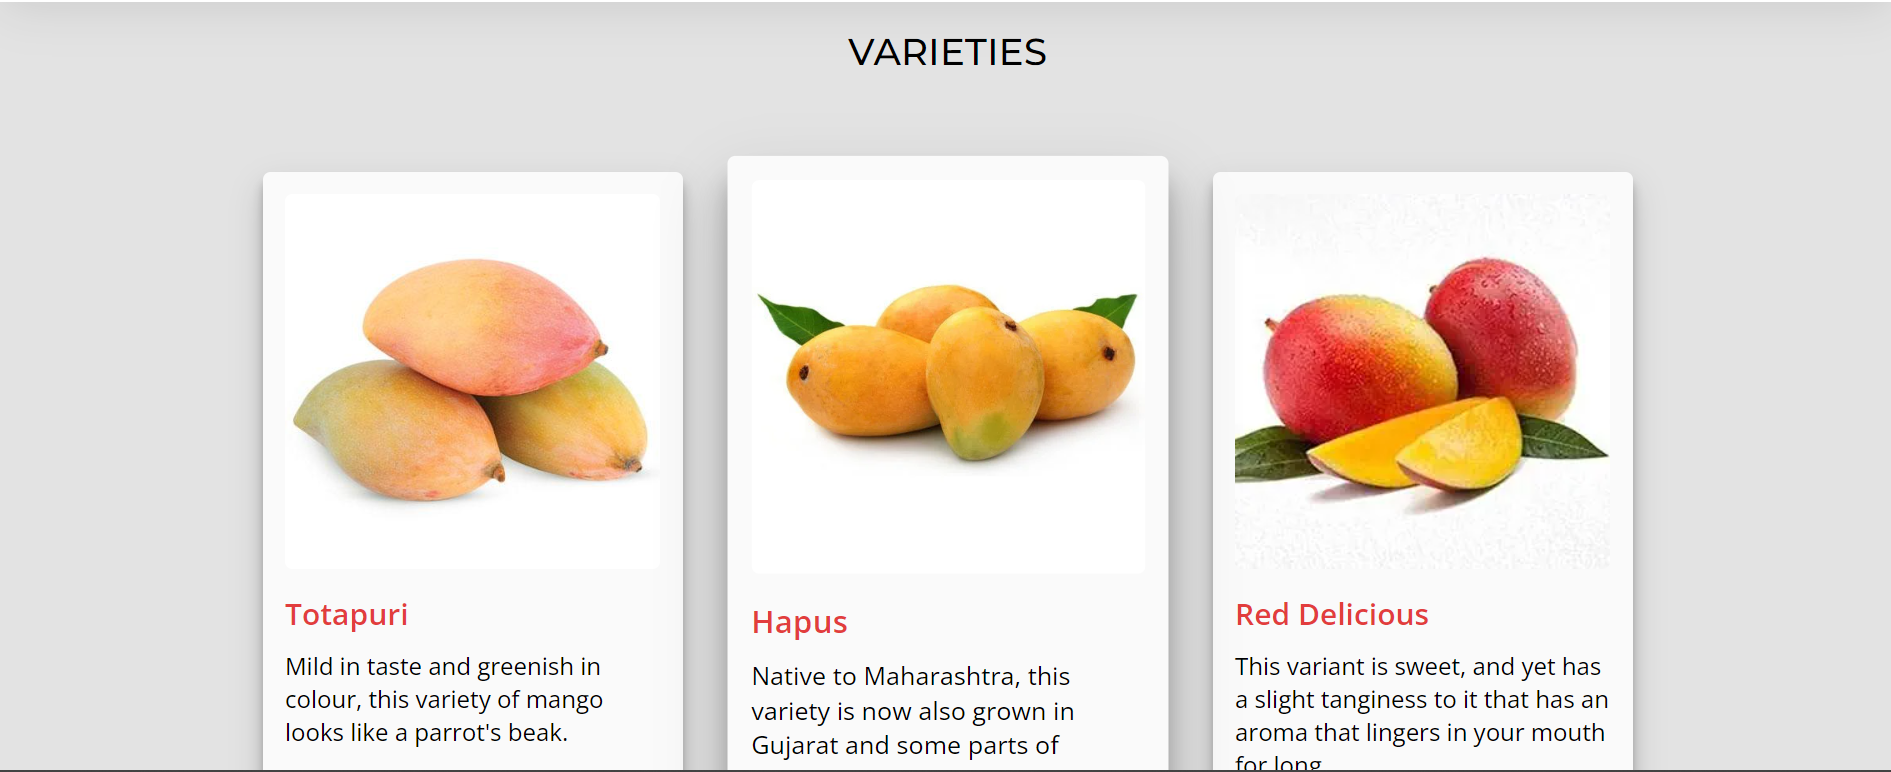 VARIETIES
Totapuri
Mild in taste and greenish in
colour, this variety of mango
looks like a parrot's beak.
Hapus
Native to Maharashtra, this
variety is now also grown in
Gujarat and some parts of
Red Delicious
This variant is sweet, and yet has
a slight tanginess to it that has an
aroma that lingers in your mouth
for long